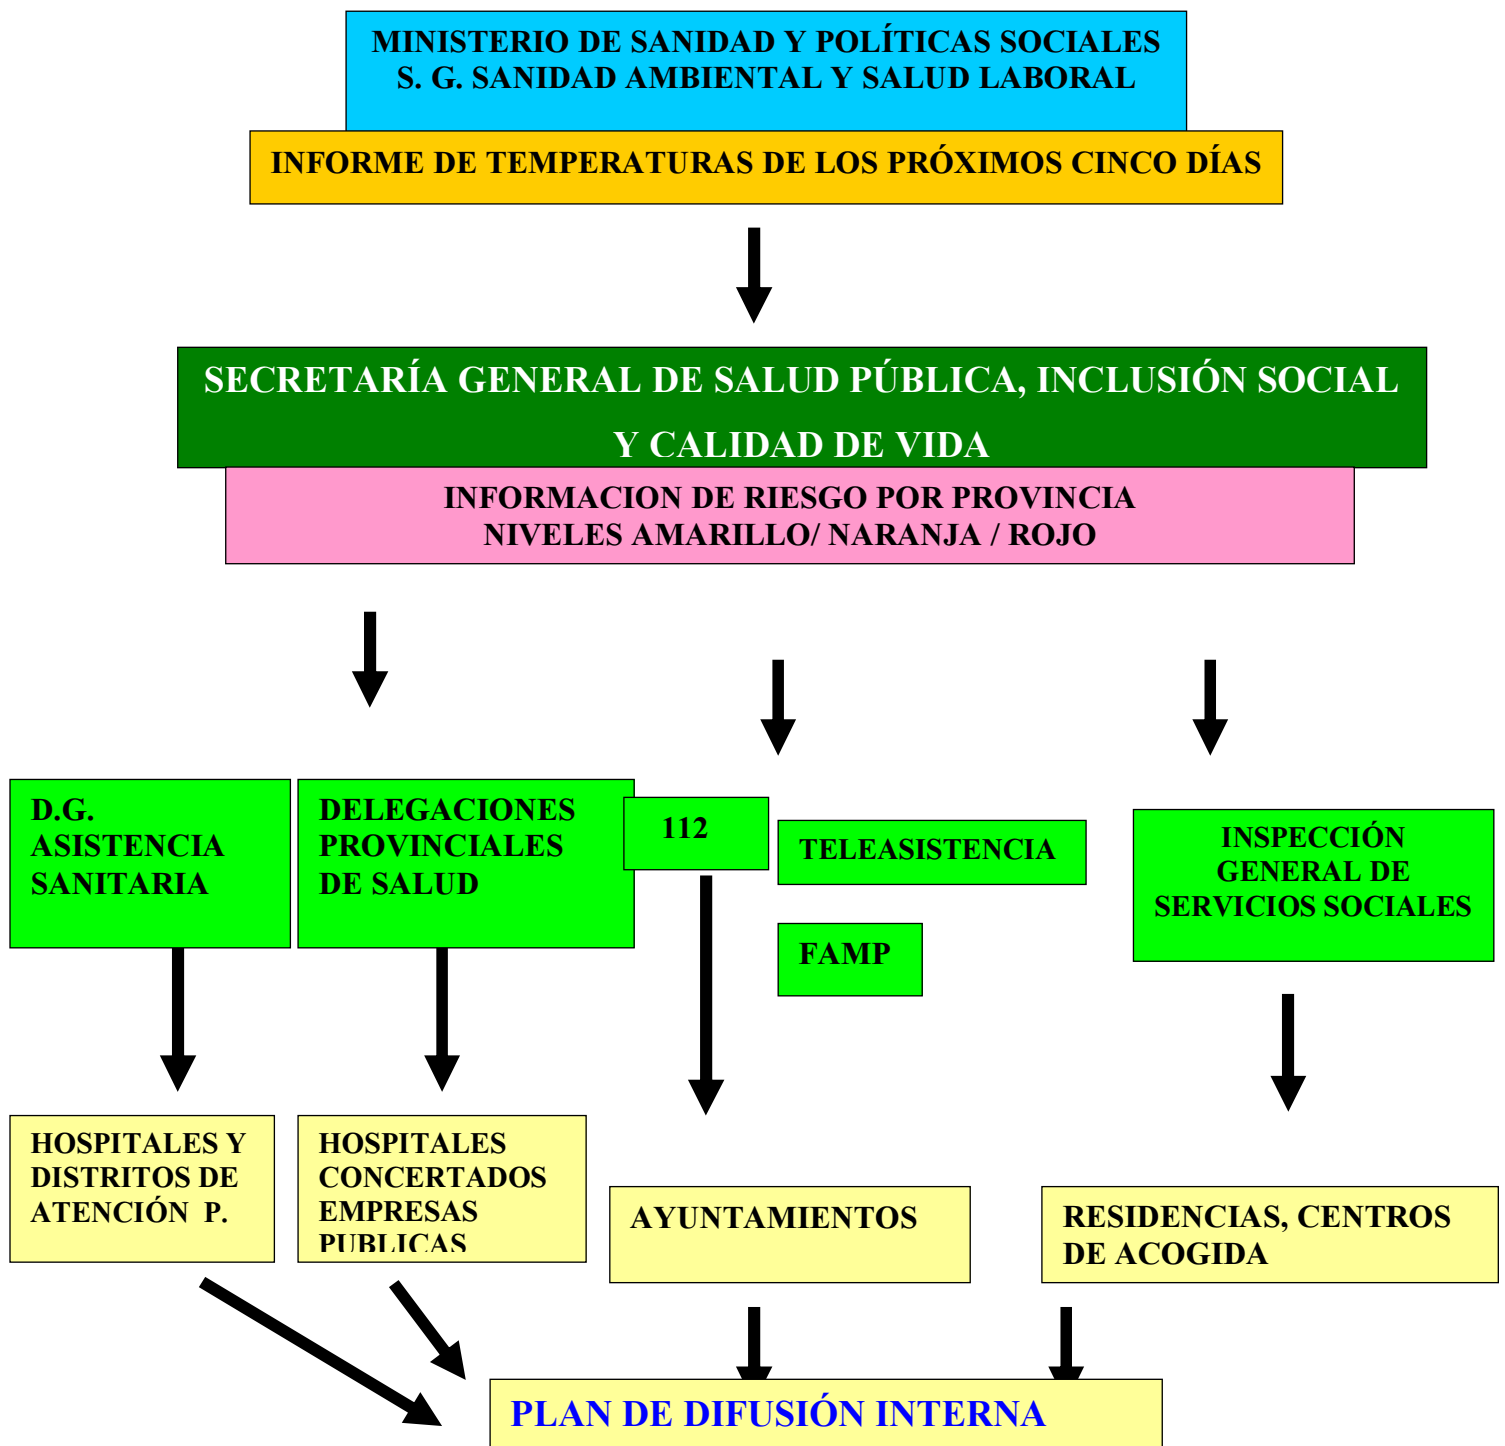 MINISTERIO DE SANIDAD Y POLÍTICAS SOCIALES
S. G. SANIDAD AMBIENTAL Y SALUD LABORAL
INFORME DE TEMPERATURAS DE LOS PRÓXIMOS CINCO DÍAS
SECRETARÍA GENERAL DE SALUD PÚBLICA, INCLUSIÓN SOCIAL
Y CALIDAD DE VIDA
INFORMACION DE RIESGO POR PROVINCIA
NIVELES AMARILLO/ NARANJA / ROJO
D.G.
ASISTENCIA
SANITARIA
DELEGACIONES
PROVINCIALES
DE SALUD
112
TELEASISTENCIA
FAMP
INSPECCIÓN
GENERAL DE
SERVICIOS SOCIALES
HOSPITALES Y
DISTRITOS DE
ATENCIÓN P.
HOSPITALES
CONCERTADOS
EMPRESAS
PUBLICAS
AYUNTAMIENTOS
RESIDENCIAS, CENTROS
DE ACOGIDA
PLAN DE DIFUSIÓN INTERNA